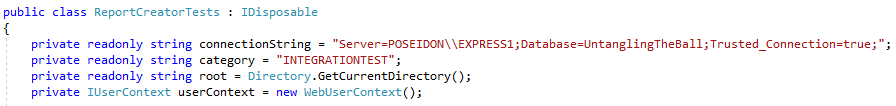 public class ReportCreatorTests : IDisposable
{
    private readonly string connectionString = "Server=POSEIDON\\EXPRESS1;Database=UntanglingTheBall;Trusted_Connection=true;";
    private readonly string category = "INTEGRATIONTEST";
    private readonly string root = Directory.GetCurrentDirectory();
    private IUserContext userContext = new WebUserContext();